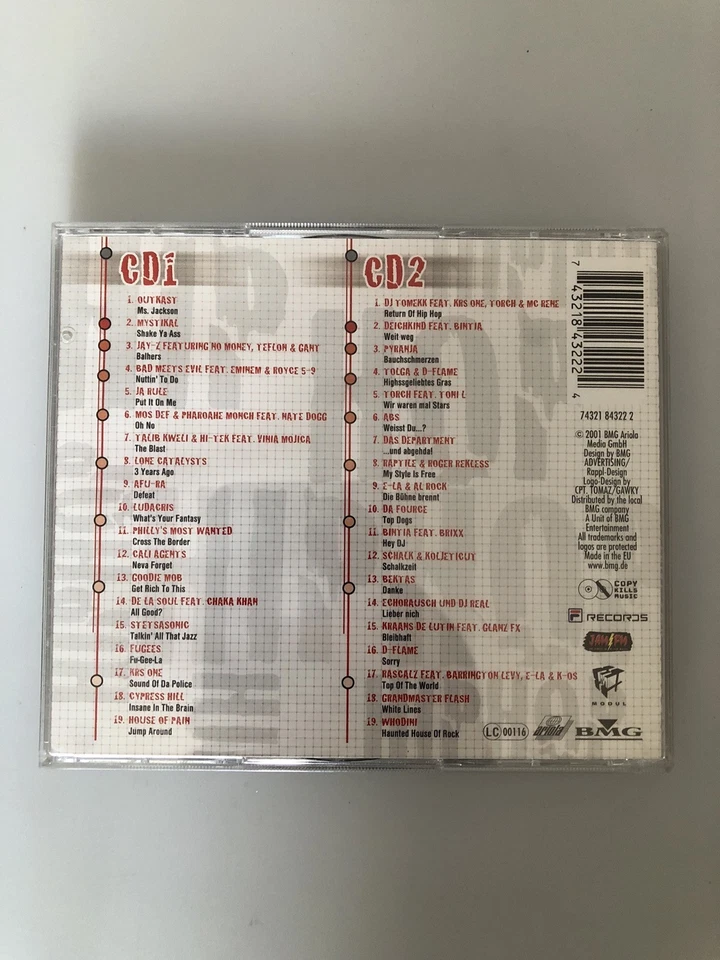 CD1
1. OUTKAST
Ms. Jackson
2. MYSTIKAL
Shake Ya Ass
3. JAY-Z FEATURING NO MONEY, TEFLON & GANT
Balhers
4. BAD MEETS EVIL FEAT. EMINEM & ROYCE 5-9
Nuttin' To Do
5. JA RULE
Put It On Me
6. MOS DEF & PHAROAHE MONCH FEAT. NATE DOGG
Oh No
7. TALIB KWELI & HI-TEK FEAT. VINIA MOJICA
The Blast
8. LONE CATALYSTS
3 Years Ago
9. AFU-RA
Defeat
10. LUDACRIS
What's Your Fantasy
11. PHILLY'S MOST WANTED
Cross The Border
12. CALI AGENTS
Neva Forget
13. GOODIE MOB
Get Rich To This
14. DE LA SOUL FEAT. CHAKA KHAN
All Good?
15. STETSASONIC
Talkin' All That Jazz
16. FUGEES
Fu-Gee-La
17. KRS ONE
Sound Of Da Police
18. CYPRESS HILL
Insane In The Brain
19. HOUSE OF PAIN
Jump Around
CD2
1. DJ TOMEKK FEAT. KRS ONE, TORCH & MC RENE
Return Of Hip Hop
2. DEICHKIND FEAT. BINTIA
Weit weg
3. PYRANJA
Bauchschmerzen
4. TOLGA & D-FLAME
Highssgeliebtes Gras
5. TORCH FEAT. TONI L
Wir waren mal Stars
6. ABS
Weisst Du...?
7. DAS DEPARTMENT
...und abgehda!
8. RAPTILE & ROGER REKLESS
My Style Is Free
9. E-LA & AL ROCK
Die Bühne brennt
10. DA FOURCE
Top Dogs
11. BINTIA FEAT. BRIXX
Hey DJ
12. SCHALK & KOLJETICUT
Schalkzeit
13. BEKTAS
Danke
14. ECHORAUSCH UND DJ REAL
Lieber nich
15. KRAANS DE LUTIN FEAT. GLANZ FX
Bleibhaft
16. D-FLAME
Sorry
17. RASCALZ FEAT. BARRINGTON LEVY, E-LA & K-OS
Top Of The World
18. GRANDMASTER FLASH
White Lines
19. WHODINI
Haunted House Of Rock
7 43218 43222 4
74321 84322 2
© 2001 BMG Ariola
Media GmbH
Design by BMG
ADVERTISING/
Rappl-Design
Logo-Design by
CPT. TOMAZ/GAWKY
Distributed by the local
BMG company
A Unit of BMG
Entertainment
All trademarks and
logos are protected
Made in the EU
www.bmg.de
COPY
KILLS
MUSIC
F RECORDS
JAM FM
MODUL
LC 00116
ariola
BMG